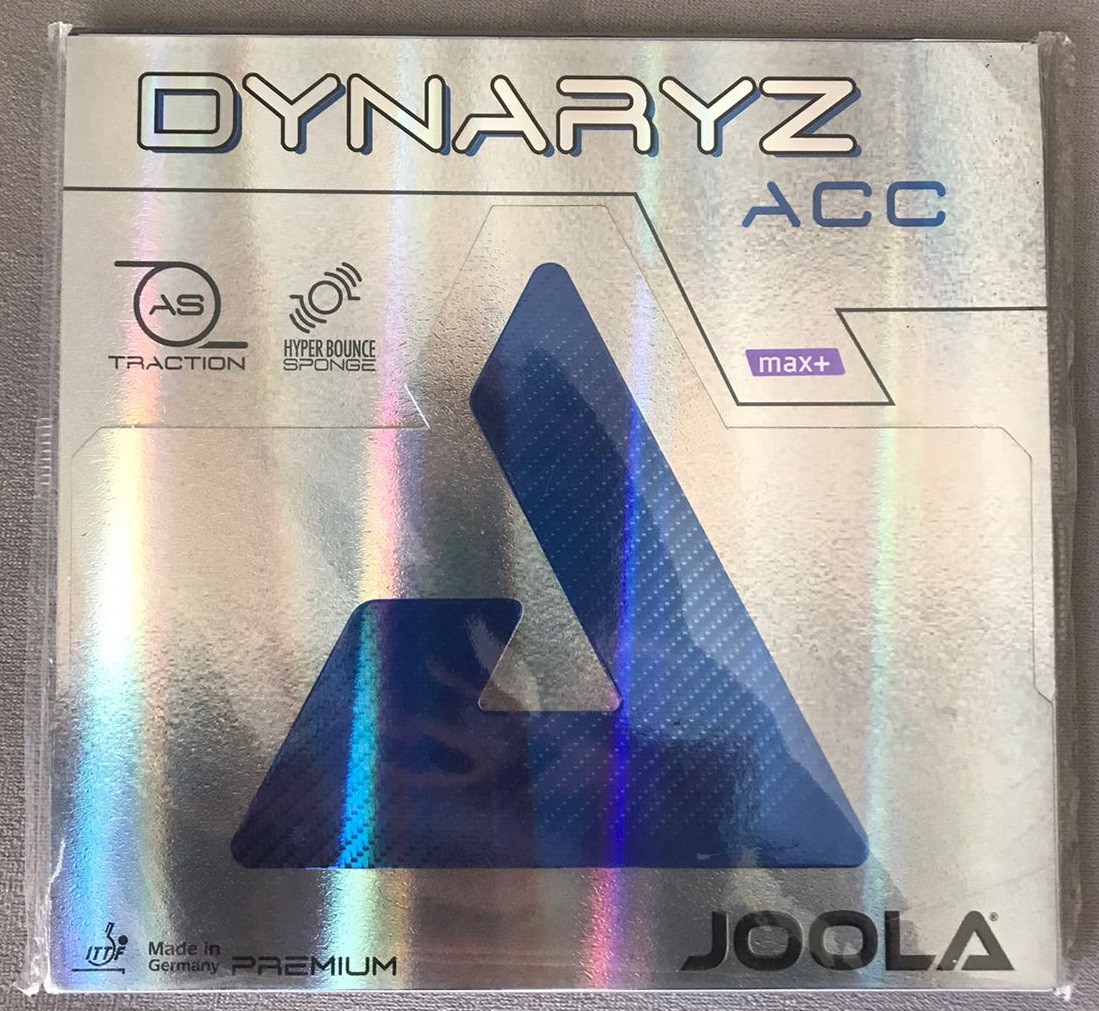 DYNARYZ
ACC
AS
TRACTION
HYPER BOUNCE
SPONGE
max+
ITTF
Made in
Germany
PREMIUM
JOOLA®